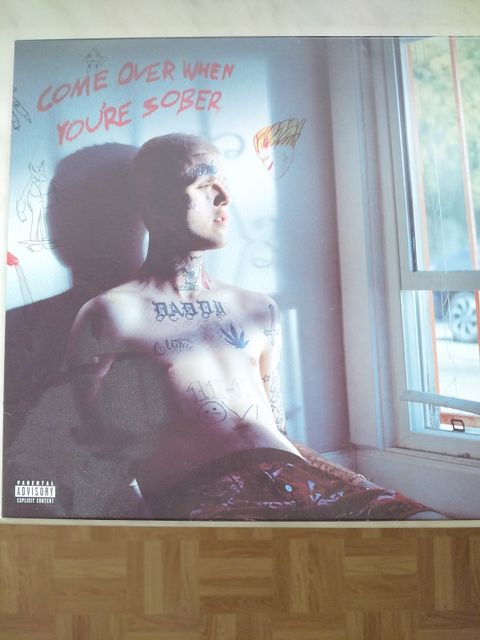 COME OVER WHEN
YOU'RE SOBER
DADDY
PARENTAL
ADVISORY
EXPLICIT CONTENT